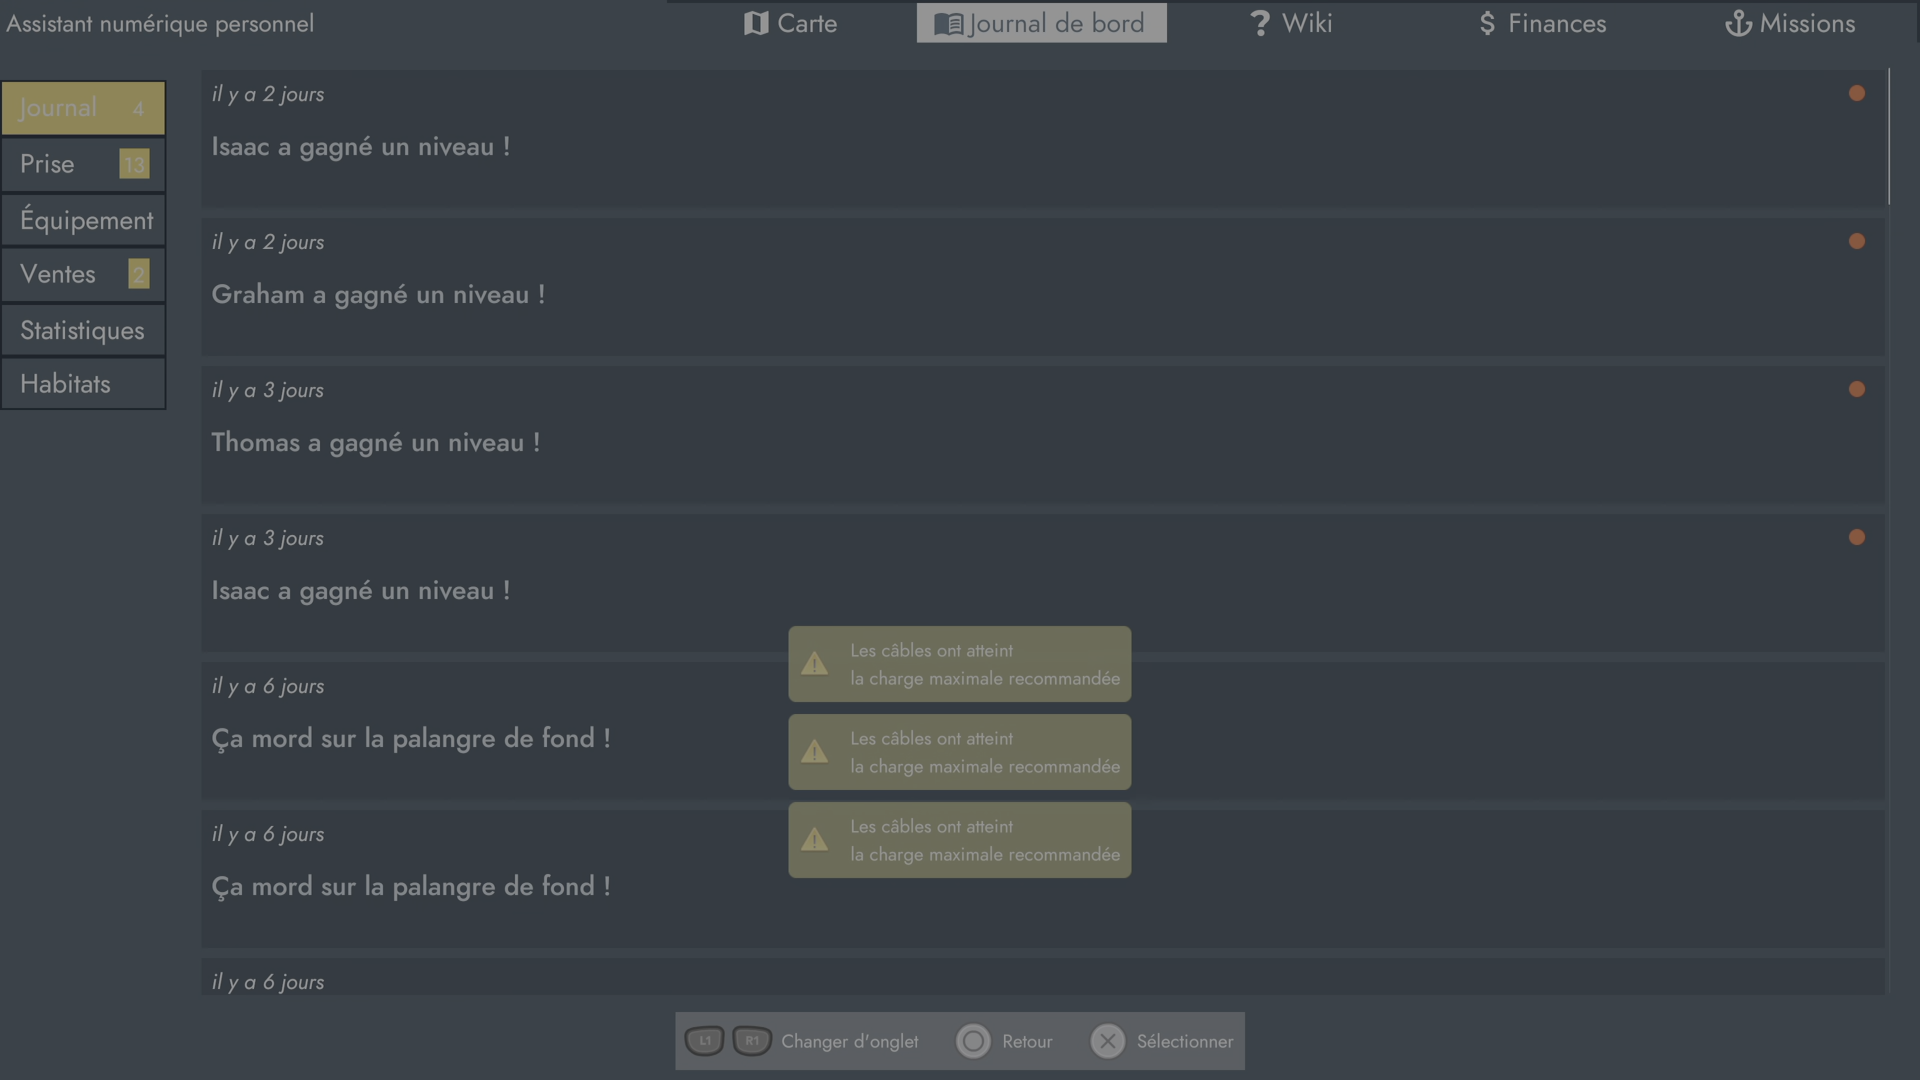 Assistant numérique personnel
Carte
Journal de bord
? Wiki
$ Finances
Missions
Journal 4
Prise 13
Équipement
Ventes 2
Statistiques
Habitats
il y a 2 jours
Isaac a gagné un niveau !
il y a 2 jours
Graham a gagné un niveau !
il y a 3 jours
Thomas a gagné un niveau !
il y a 3 jours
Isaac a gagné un niveau !
il y a 6 jours
Ça mord sur la palangre de fond !
il y a 6 jours
Ça mord sur la palangre de fond !
il y a 6 jours
Les câbles ont atteint
la charge maximale recommandée
Les câbles ont atteint
la charge maximale recommandée
Les câbles ont atteint
la charge maximale recommandée
L1 R1 Changer d'onglet
Retour
Sélectionner